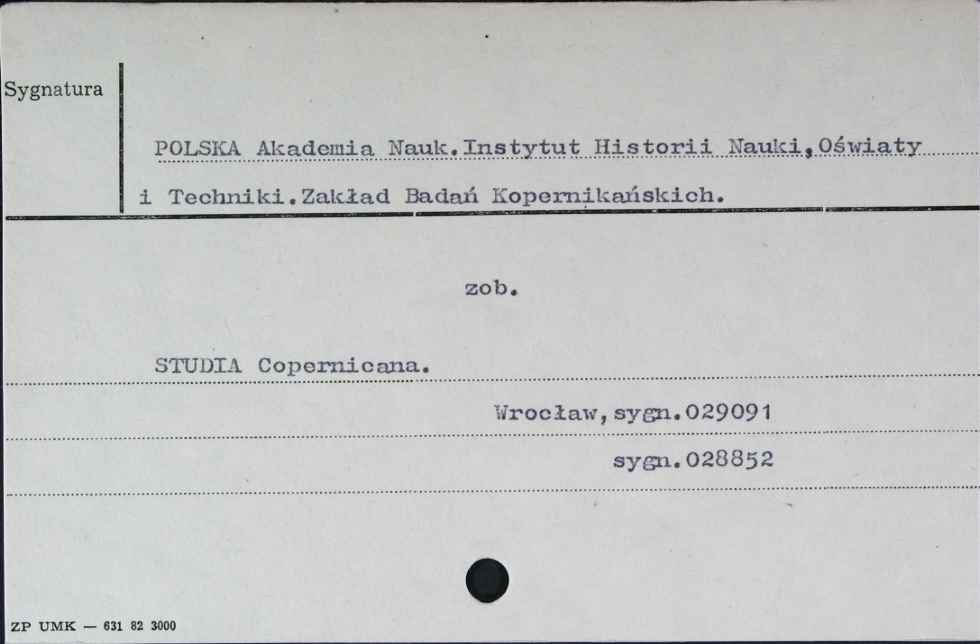 Sygnatura
POLSKA Akademia Nauk.Instytut Historii Nauki,Oświaty
i Techniki.Zakład Badań Kopernikańskich.
zob.
STUDIA Copernicana.
Wrocław,sygn.029091
sygn.028852
ZP UMK — 631 82 3000